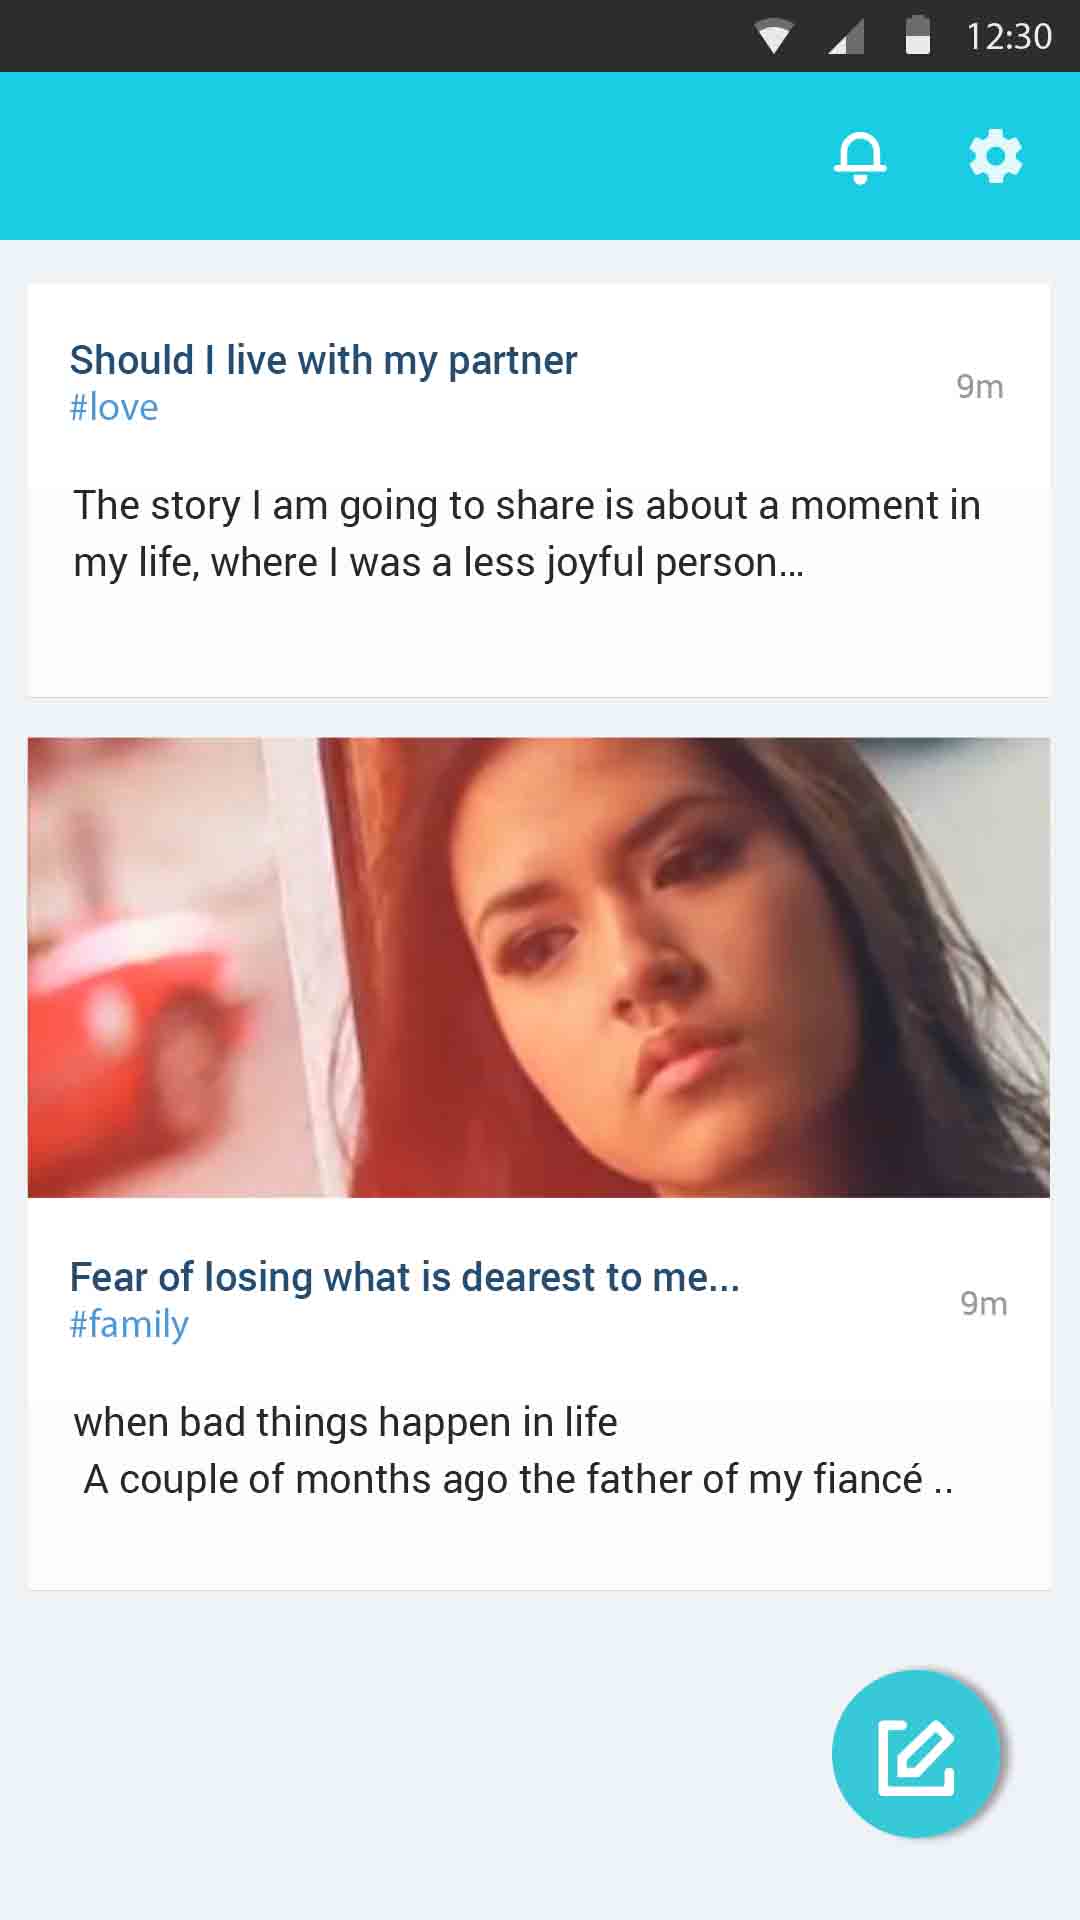 12:30
Should I live with my partner
#love
9m
The story I am going to share is about a moment in
my life, where I was a less joyful person...
Fear of losing what is dearest to me...
#family
9m
when bad things happen in life
A couple of months ago the father of my fiancé ..